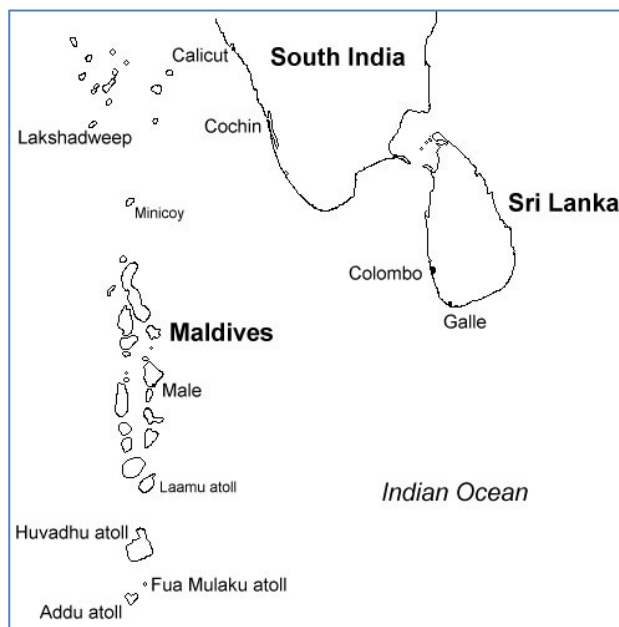 Calicut
South India
Cochin
Lakshadweep
Sri Lanka
Minicoy
Colombo
Galle
Maldives
Male
Laamu atoll
Indian Ocean
Huvadhu atoll
Fua Mulaku atoll
Addu atoll